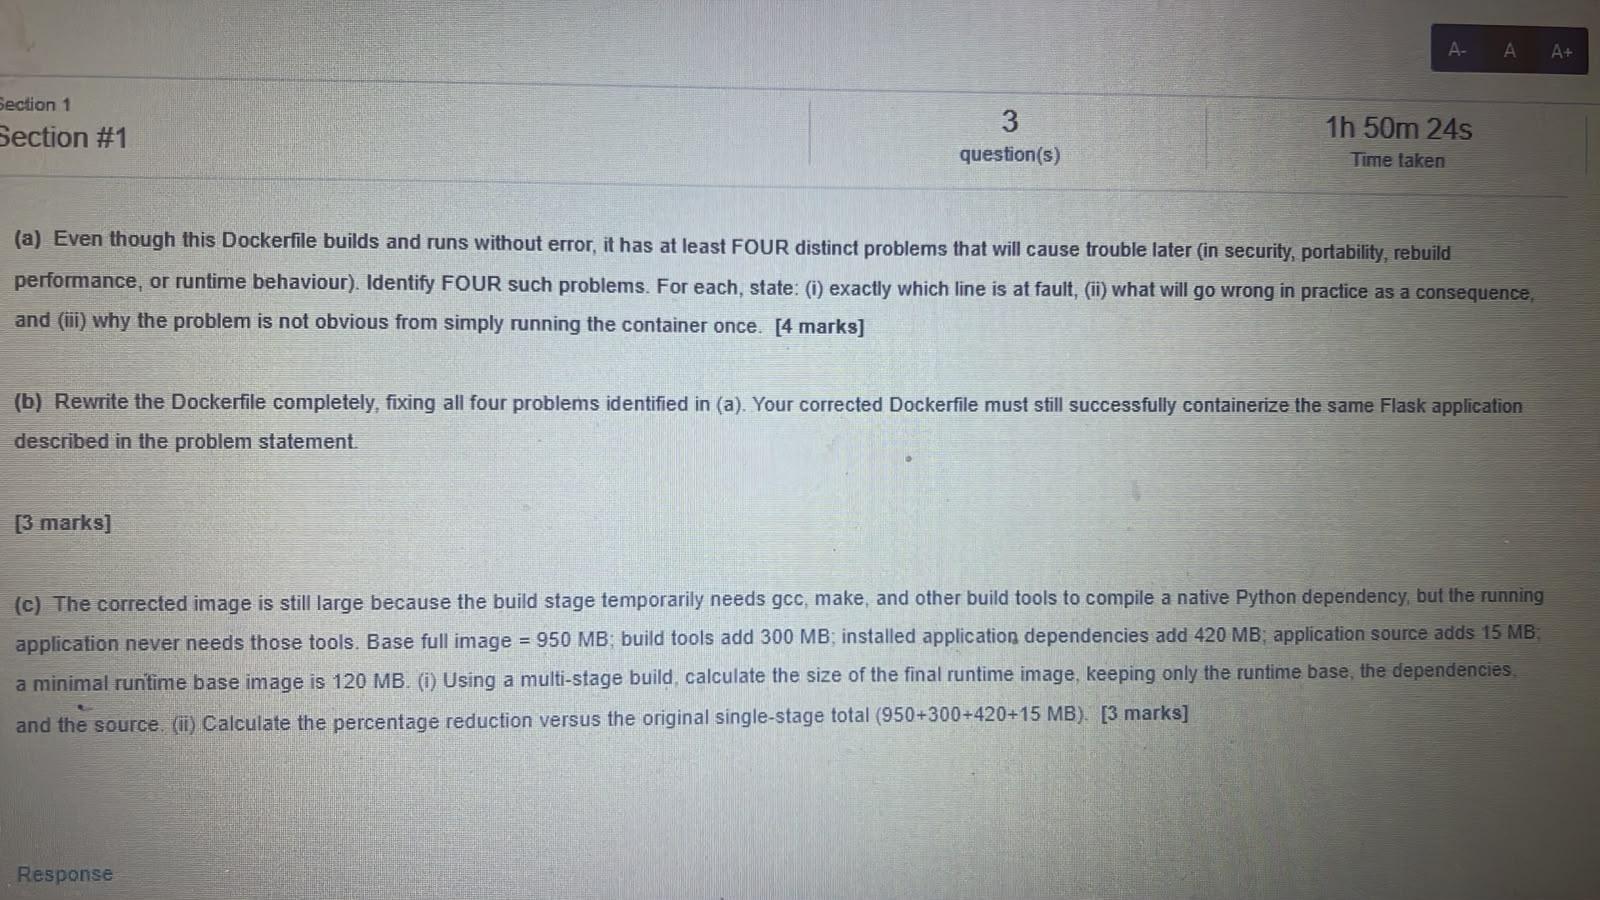 A- A A+
Section 1
Section #1
3
question(s)
1h 50m 24s
Time taken
(a) Even though this Dockerfile builds and runs without error, it has at least FOUR distinct problems that will cause trouble later (in security, portability, rebuild
performance, or runtime behaviour). Identify FOUR such problems. For each, state: (i) exactly which line is at fault, (ii) what will go wrong in practice as a consequence,
and (iii) why the problem is not obvious from simply running the container once. [4 marks]
(b) Rewrite the Dockerfile completely, fixing all four problems identified in (a). Your corrected Dockerfile must still successfully containerize the same Flask application
described in the problem statement.
[3 marks]
(c) The corrected image is still large because the build stage temporarily needs gcc, make, and other build tools to compile a native Python dependency, but the running
application never needs those tools. Base full image = 950 MB; build tools add 300 MB; installed application dependencies add 420 MB; application source adds 15 MB;
a minimal runtime base image is 120 MB. (i) Using a multi-stage build, calculate the size of the final runtime image, keeping only the runtime base, the dependencies,
and the source. (ii) Calculate the percentage reduction versus the original single-stage total (950+300+420+15 MB). [3 marks]
Response